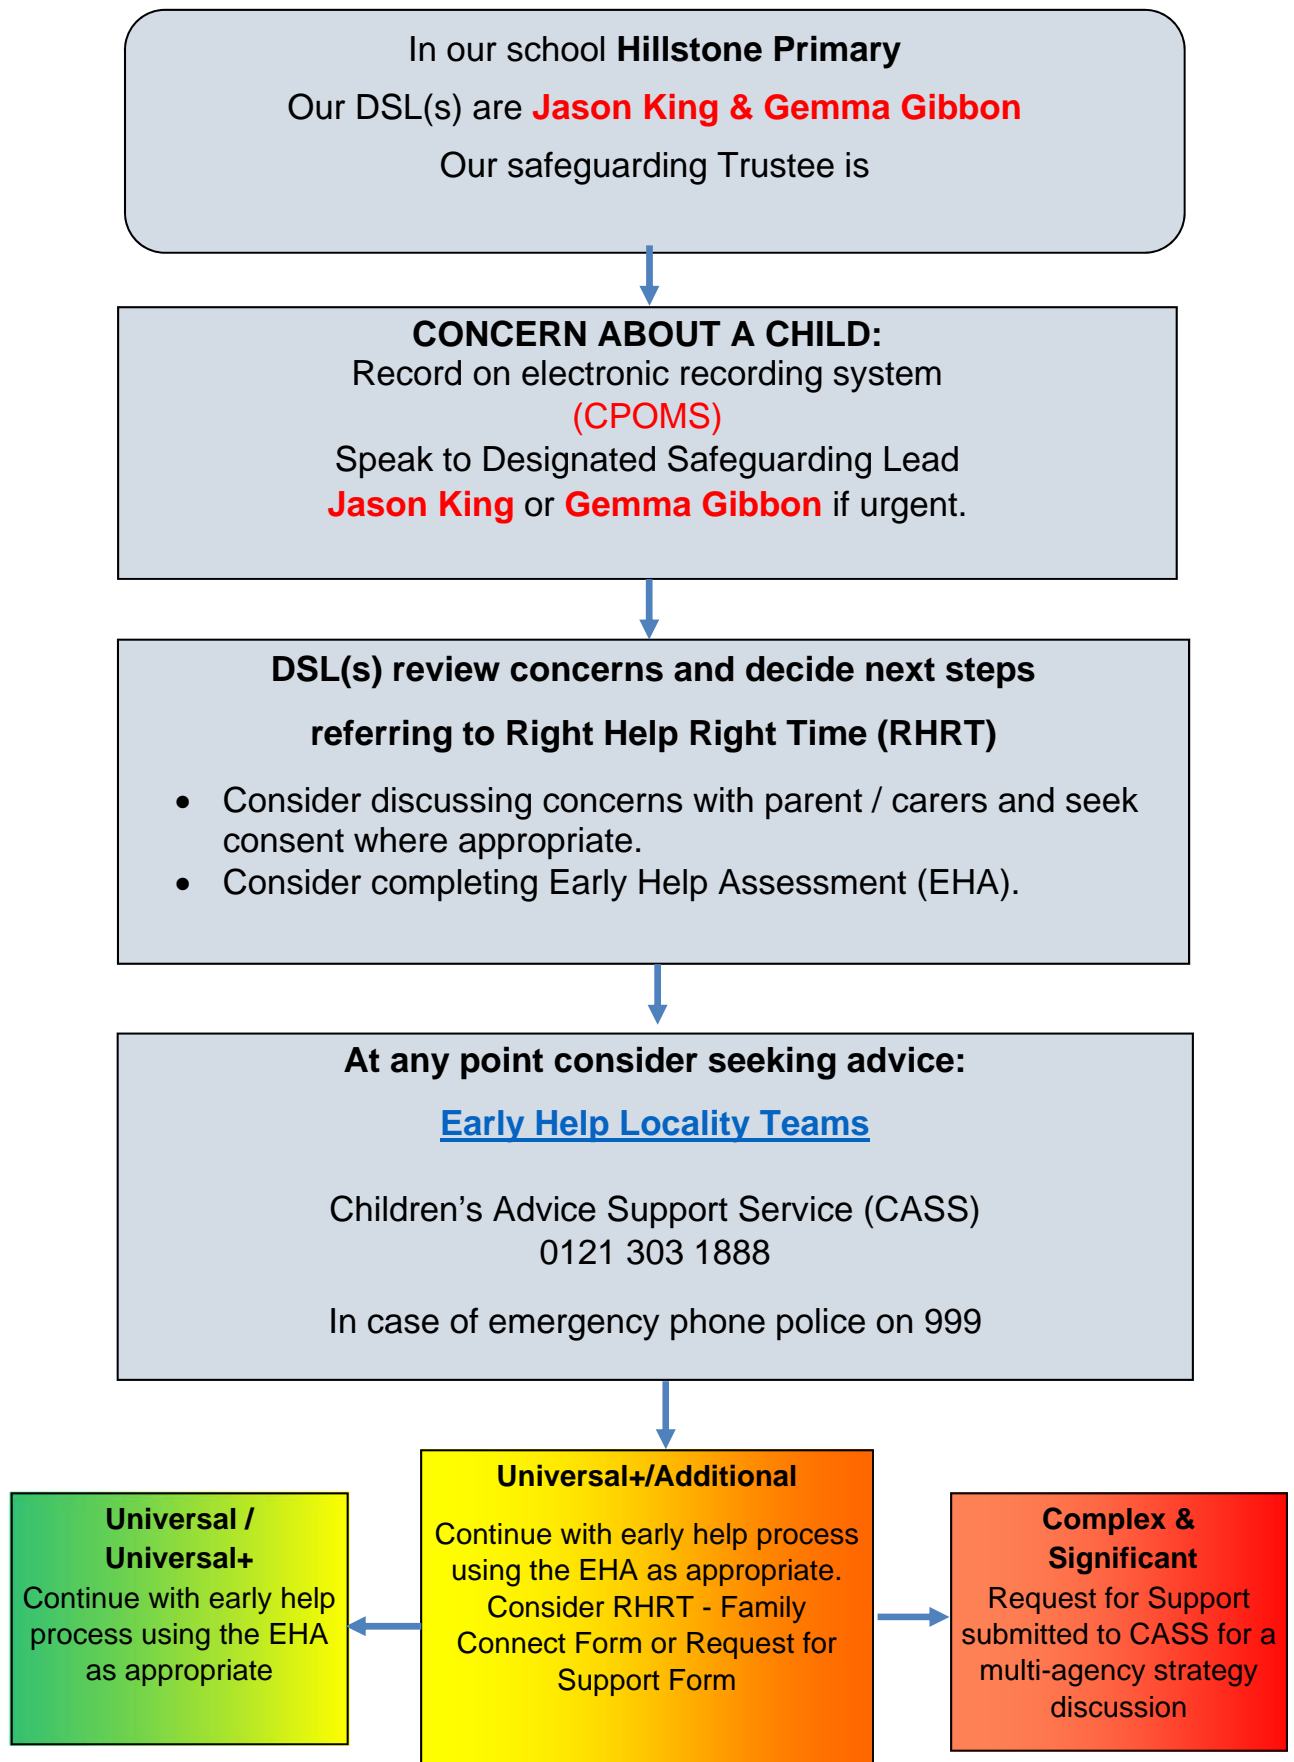 In our school Hillstone Primary
Our DSL(s) are Jason King & Gemma Gibbon
Our safeguarding Trustee is
CONCERN ABOUT A CHILD:
Record on electronic recording system
(CPOMS)
Speak to Designated Safeguarding Lead
Jason King or Gemma Gibbon if urgent.
DSL(s) review concerns and decide next steps
referring to Right Help Right Time (RHRT)
• Consider discussing concerns with parent / carers and seek
consent where appropriate.
• Consider completing Early Help Assessment (EHA).
At any point consider seeking advice:
Early Help Locality Teams
Children’s Advice Support Service (CASS)
0121 303 1888
In case of emergency phone police on 999
Universal /
Universal+
Continue with early help
process using the EHA
as appropriate
Universal+/Additional
Continue with early help process
using the EHA as appropriate.
Consider RHRT - Family
Connect Form or Request for
Support Form
Complex &
Significant
Request for Support
submitted to CASS for a
multi-agency strategy
discussion